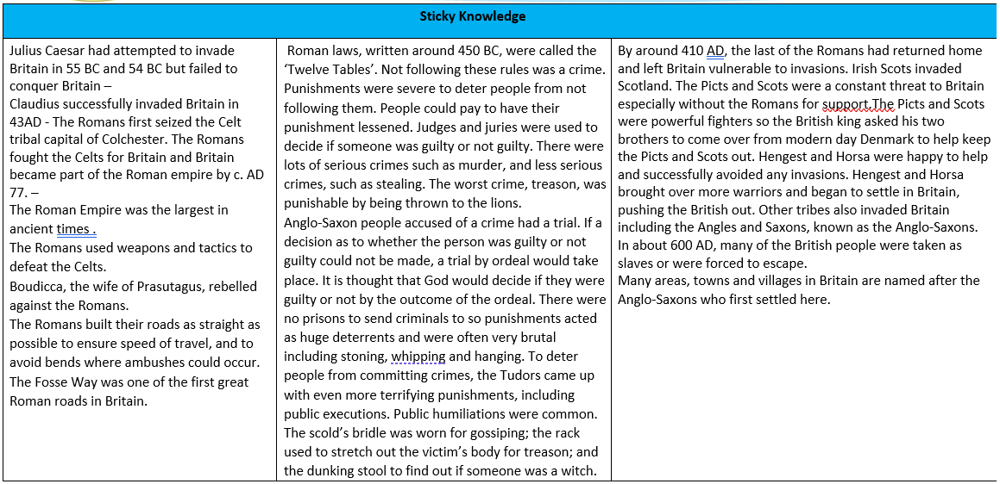 Sticky Knowledge
Julius Caesar had attempted to invade
Britain in 55 BC and 54 BC but failed to
conquer Britain –
Claudius successfully invaded Britain in
43AD - The Romans first seized the Celt
tribal capital of Colchester. The Romans
fought the Celts for Britain and Britain
became part of the Roman empire by c. AD
77. –
The Roman Empire was the largest in
ancient times .
The Romans used weapons and tactics to
defeat the Celts.
Boudicca, the wife of Prasutagus, rebelled
against the Romans.
The Romans built their roads as straight as
possible to ensure speed of travel, and to
avoid bends where ambushes could occur.
The Fosse Way was one of the first great
Roman roads in Britain.
Roman laws, written around 450 BC, were called the
‘Twelve Tables’. Not following these rules was a crime.
Punishments were severe to deter people from not
following them. People could pay to have their
punishment lessened. Judges and juries were used to
decide if someone was guilty or not guilty. There were
lots of serious crimes such as murder, and less serious
crimes, such as stealing. The worst crime, treason, was
punishable by being thrown to the lions.
Anglo-Saxon people accused of a crime had a trial. If a
decision as to whether the person was guilty or not
guilty could not be made, a trial by ordeal would take
place. It is thought that God would decide if they were
guilty or not by the outcome of the ordeal. There were
no prisons to send criminals to so punishments acted
as huge deterrents and were often very brutal
including stoning, whipping and hanging. To deter
people from committing crimes, the Tudors came up
with even more terrifying punishments, including
public executions. Public humiliations were common.
The scold’s bridle was worn for gossiping; the rack
used to stretch out the victim’s body for treason; and
the dunking stool to find out if someone was a witch.
By around 410 AD, the last of the Romans had returned home
and left Britain vulnerable to invasions. Irish Scots invaded
Scotland. The Picts and Scots were a constant threat to Britain
especially without the Romans for support.The Picts and Scots
were powerful fighters so the British king asked his two
brothers to come over from modern day Denmark to help keep
the Picts and Scots out. Hengest and Horsa were happy to help
and successfully avoided any invasions. Hengest and Horsa
brought over more warriors and began to settle in Britain,
pushing the British out. Other tribes also invaded Britain
including the Angles and Saxons, known as the Anglo-Saxons.
In about 600 AD, many of the British people were taken as
slaves or were forced to escape.
Many areas, towns and villages in Britain are named after the
Anglo-Saxons who first settled here.